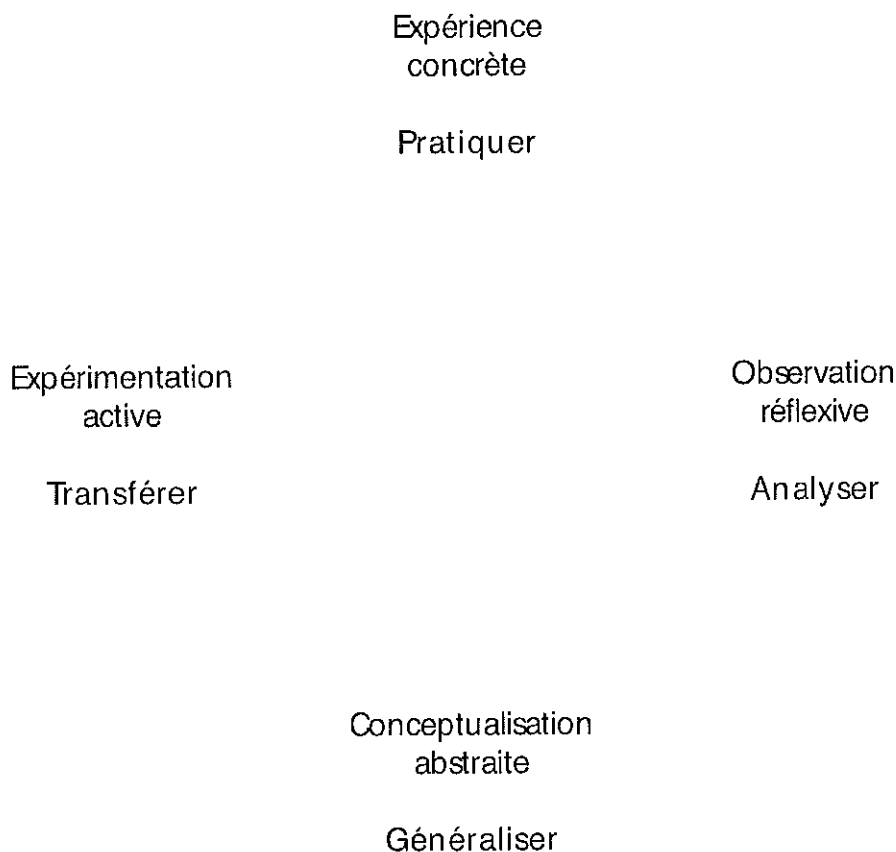 Expérience
concrète
Pratiquer
Expérimentation
active
Transférer
Observation
réflexive
Analyser
Conceptualisation
abstraite
Généraliser